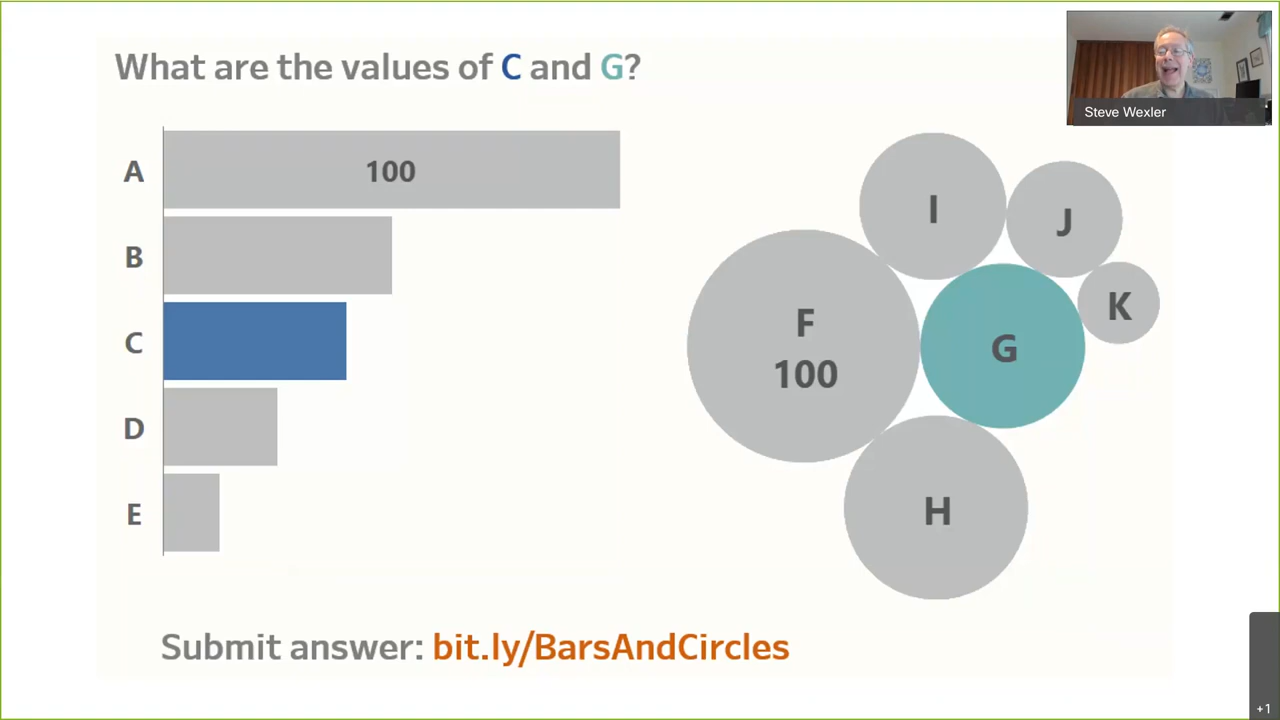 What are the values of C and G?
Steve Wexler
A
100
B
C
D
E
I
J
K
F
100
G
H
Submit answer: bit.ly/BarsAndCircles
+1